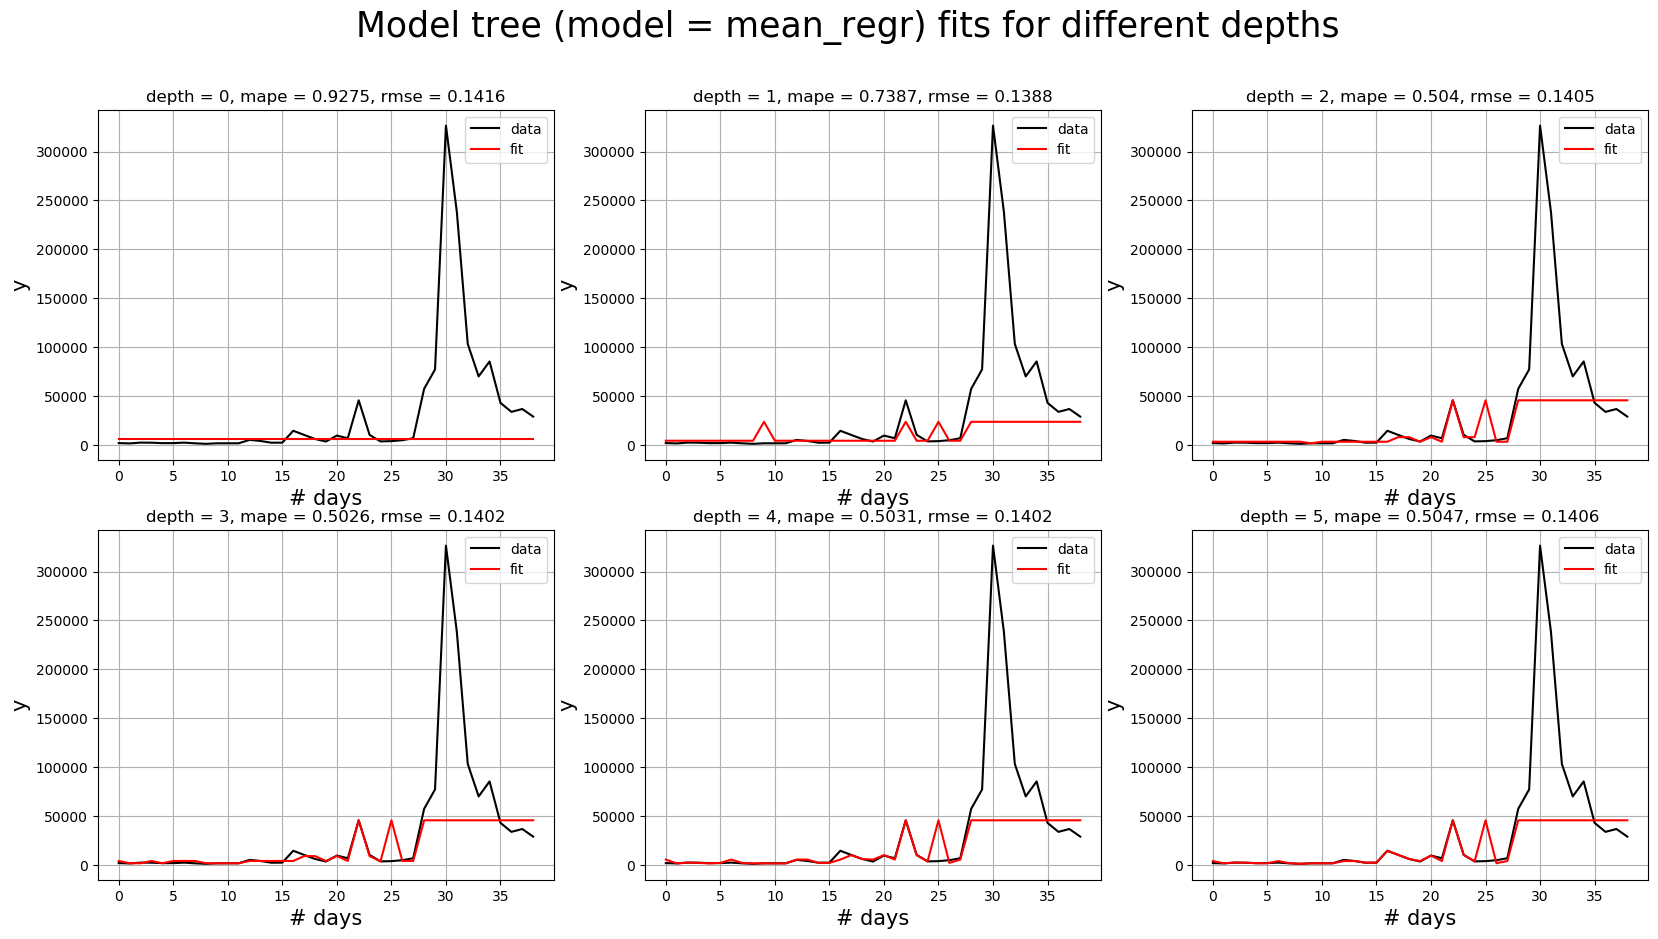 Model tree (model = mean_regr) fits for different depths
depth = 0, mape = 0.9275, rmse = 0.1416
data
fit
300000
250000
200000
150000
100000
50000
0
y
0 5 10 15 20 25 30 35
# days
depth = 1, mape = 0.7387, rmse = 0.1388
data
fit
300000
250000
200000
150000
100000
50000
0
y
0 5 10 15 20 25 30 35
# days
depth = 2, mape = 0.504, rmse = 0.1405
data
fit
300000
250000
200000
150000
100000
50000
0
y
0 5 10 15 20 25 30 35
# days
depth = 3, mape = 0.5026, rmse = 0.1402
data
fit
300000
250000
200000
150000
100000
50000
0
y
0 5 10 15 20 25 30 35
# days
depth = 4, mape = 0.5031, rmse = 0.1402
data
fit
300000
250000
200000
150000
100000
50000
0
y
0 5 10 15 20 25 30 35
# days
depth = 5, mape = 0.5047, rmse = 0.1406
data
fit
300000
250000
200000
150000
100000
50000
0
y
0 5 10 15 20 25 30 35
# days